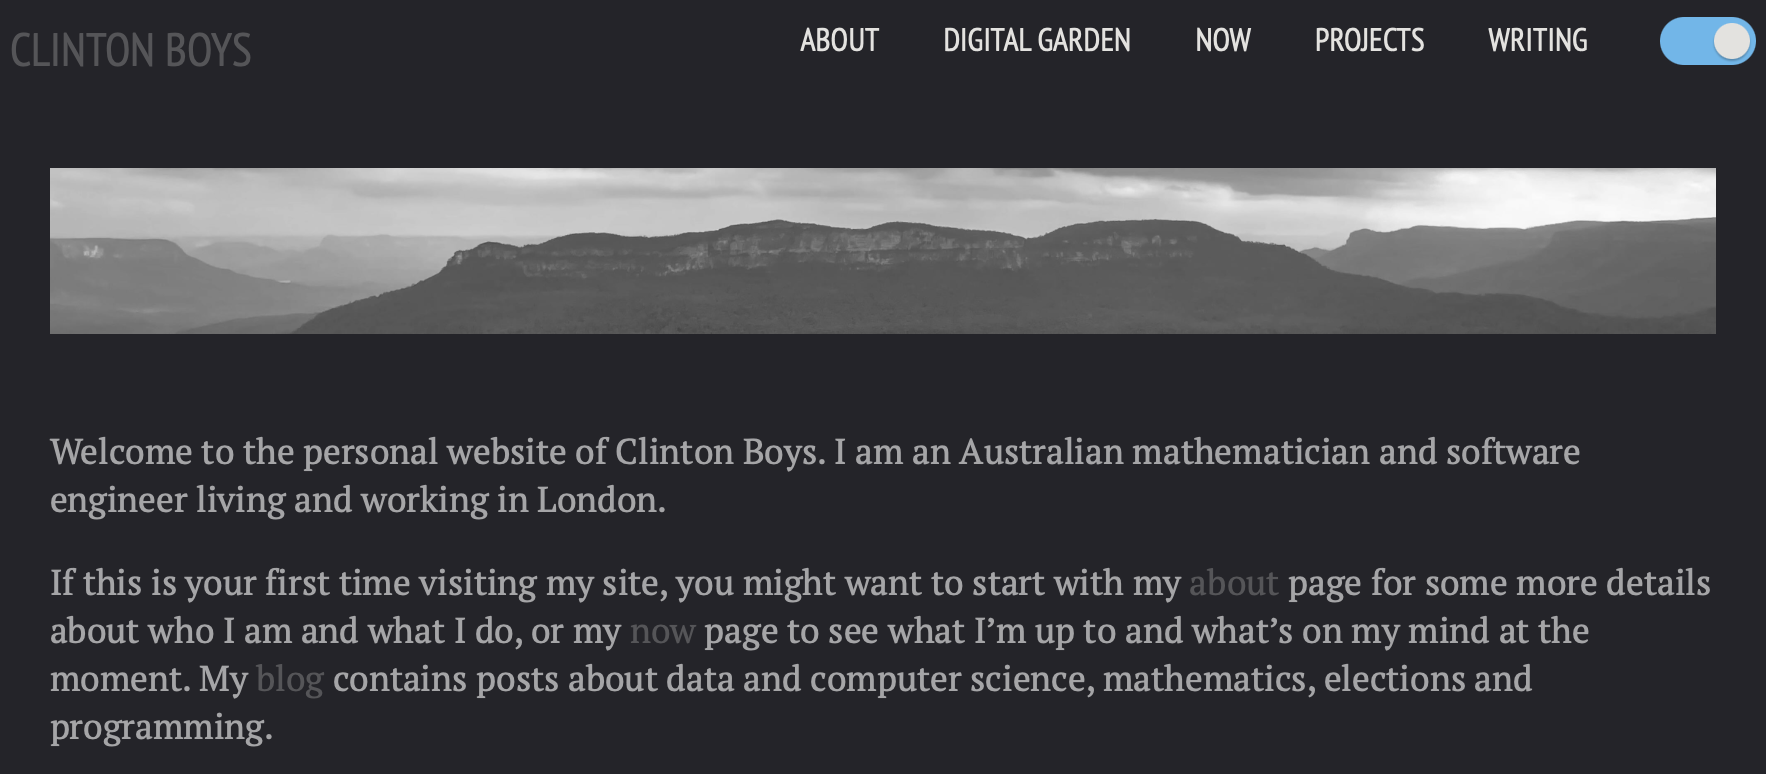 CLINTON BOYS
ABOUT DIGITAL GARDEN NOW PROJECTS WRITING
Welcome to the personal website of Clinton Boys. I am an Australian mathematician and software
engineer living and working in London.
If this is your first time visiting my site, you might want to start with my about page for some more details
about who I am and what I do, or my now page to see what I’m up to and what’s on my mind at the
moment. My blog contains posts about data and computer science, mathematics, elections and
programming.